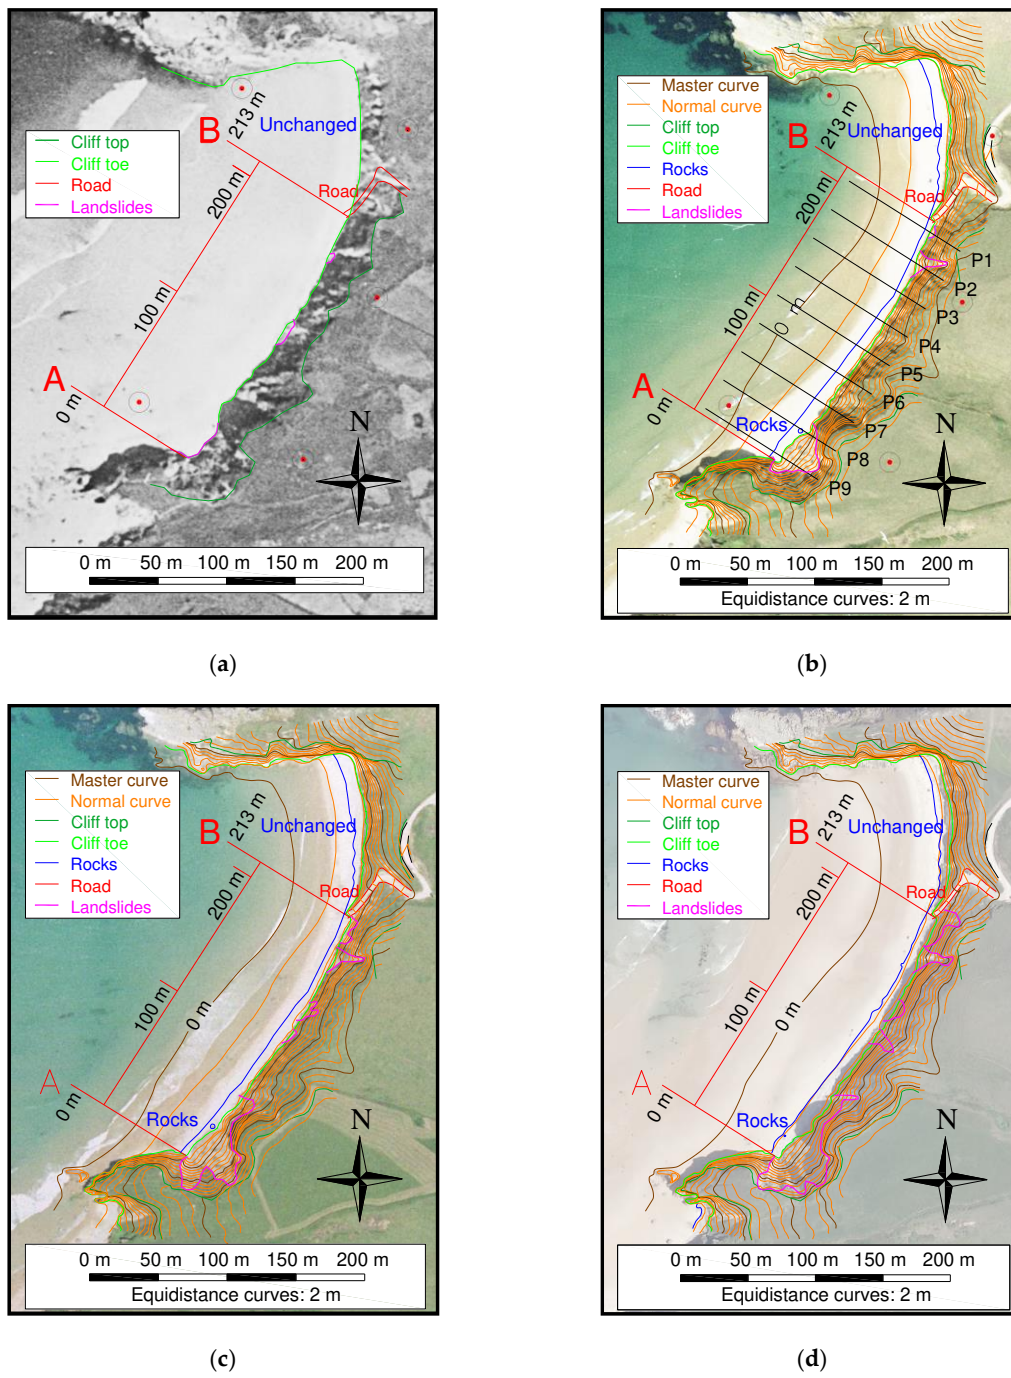 B
213 m
Unchanged
Cliff top
Cliff toe
Road
Landslides
200 m
Road
100 m
A
0 m
N
0 m 50 m 100 m 150 m 200 m
(a)
Master curve
Normal curve
Cliff top
Cliff toe
Rocks
Road
Landslides
B
213 m
Unchanged
200 m
Road
P1
P2
P3
100 m
0 m
P4
P5
A
P6
0 m
Rocks
P7
P8
P9
N
0 m 50 m 100 m 150 m 200 m
Equidistance curves: 2 m
(b)
Master curve
Normal curve
Cliff top
Cliff toe
Rocks
Road
Landslides
B
213 m
Unchanged
200 m
Road
100 m
0 m
A
0 m
Rocks
N
0 m 50 m 100 m 150 m 200 m
Equidistance curves: 2 m
(c)
Master curve
Normal curve
Cliff top
Cliff toe
Rocks
Road
Landslides
B
213 m
Unchanged
200 m
Road
100 m
0 m
A
0 m
Rocks
N
0 m 50 m 100 m 150 m 200 m
Equidistance curves: 2 m
(d)